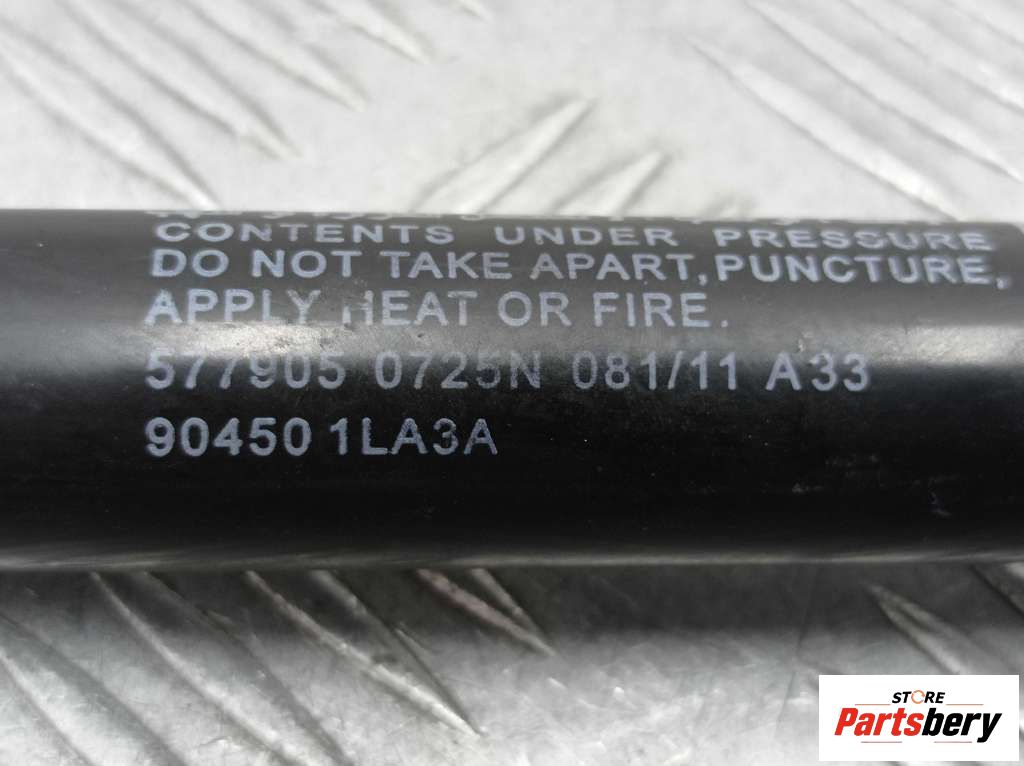 CONTENTS UNDER PRESSURE
DO NOT TAKE APART, PUNCTURE,
APPLY HEAT OR FIRE.
577905 0725N 081/11 A33
90450 1LA3A
STORE
Partsbery